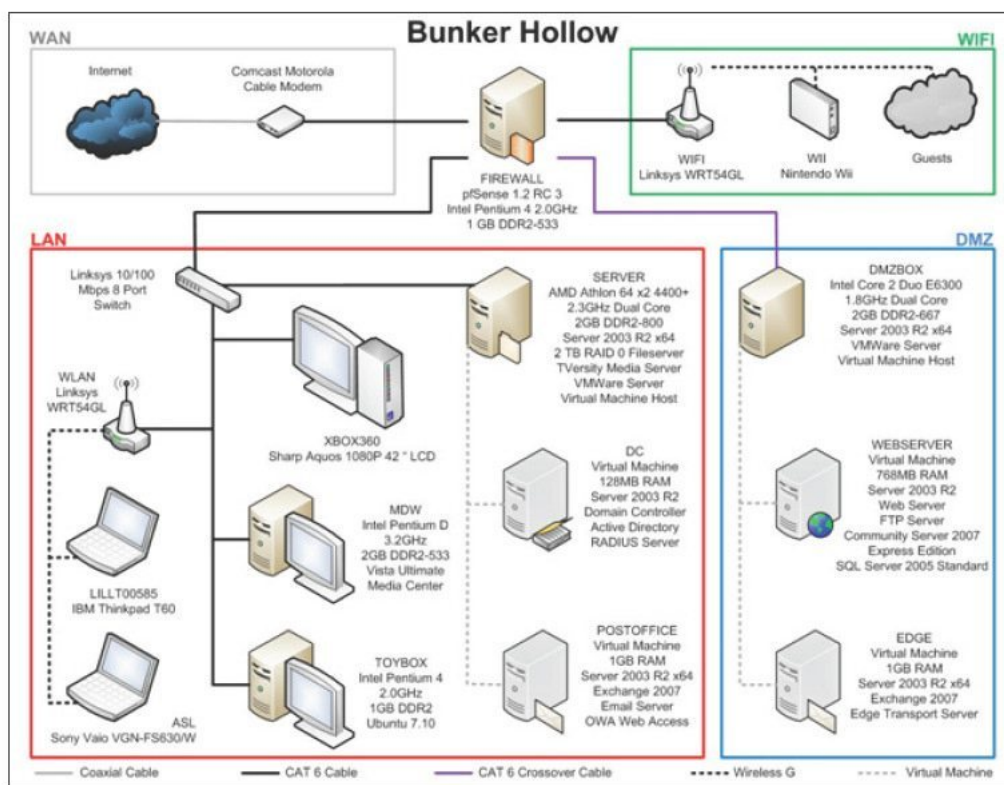 Bunker Hollow
WAN
WIFI
Internet
Comcast Motorola
Cable Modem
FIREWALL
pfSense 1.2 RC 3
Intel Pentium 4 2.0GHz
1 GB DDR2-533
WIFI
Linksys WRT54GL
WII
Nintendo Wii
Guests
LAN
Linksys 10/100
Mbps 8 Port
Switch
SERVER
AMD Athlon 64 x2 4400+
2.3GHz Dual Core
2GB DDR2-800
Server 2003 R2 x64
2 TB RAID 0 Fileserver
TVersity Media Server
VMWare Server
Virtual Machine Host
WLAN
Linksys
WRT54GL
XBOX360
Sharp Aquos 1080P 42 " LCD
DC
Virtual Machine
128MB RAM
Server 2003 R2
Domain Controller
Active Directory
RADIUS Server
MDW
Intel Pentium D
3.2GHz
2GB DDR2-533
Vista Ultimate
Media Center
LILLT00585
IBM Thinkpad T60
POSTOFFICE
Virtual Machine
1GB RAM
Server 2003 R2 x64
Exchange 2007
Email Server
OWA Web Access
TOYBOX
Intel Pentium 4
2.0GHz
1GB DDR2
Ubuntu 7.10
ASL
Sony Vaio VGN-FS630/W
DMZ
DMZBOX
Intel Core 2 Duo E6300
1.8GHz Dual Core
2GB DDR2-667
Server 2003 R2 x64
VMWare Server
Virtual Machine Host
WEBSERVER
Virtual Machine
768MB RAM
Server 2003 R2
Web Server
FTP Server
Community Server 2007
Express Edition
SQL Server 2005 Standard
EDGE
Virtual Machine
1GB RAM
Server 2003 R2 x64
Exchange 2007
Edge Transport Server
Coaxial Cable
CAT 6 Cable
CAT 6 Crossover Cable
Wireless G
Virtual Machine